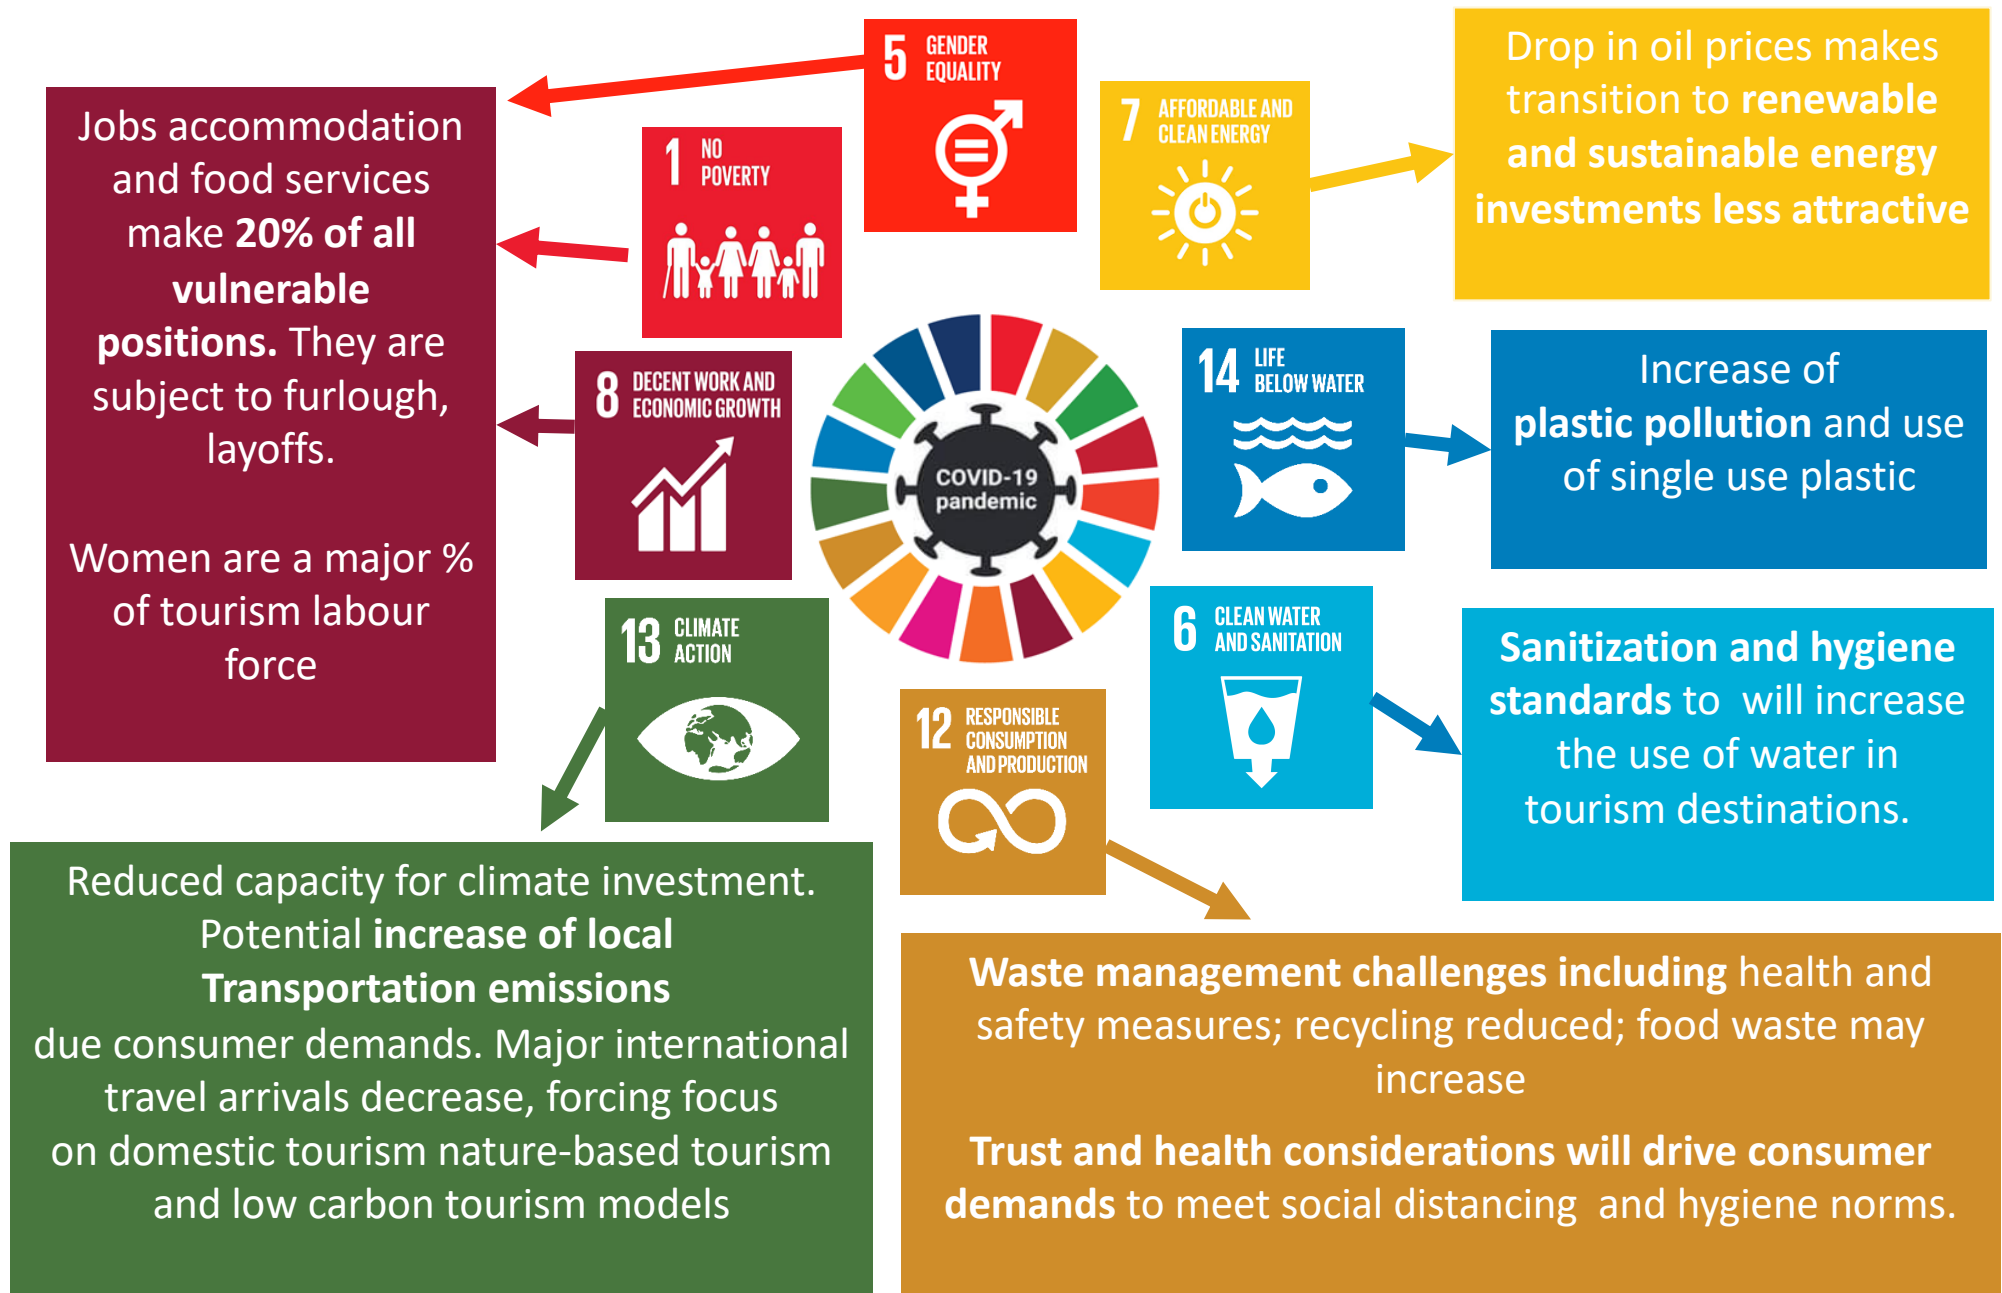 5 GENDER
EQUALITY
Jobs accommodation
and food services
make 20% of all
vulnerable
positions. They are
subject to furlough,
layoffs.
Women are a major %
of tourism labour
force
1 NO
POVERTY
7 AFFORDABLE AND
CLEAN ENERGY
Drop in oil prices makes
transition to renewable
and sustainable energy
investments less attractive
8 DECENT WORK AND
ECONOMIC GROWTH
COVID-19
pandemic
14 LIFE
BELOW WATER
Increase of
plastic pollution and use
of single use plastic
13 CLIMATE
ACTION
6 CLEAN WATER
AND SANITATION
Sanitization and hygiene
standards to will increase
the use of water in
tourism destinations.
12 RESPONSIBLE
CONSUMPTION
AND PRODUCTION
Reduced capacity for climate investment.
Potential increase of local
Transportation emissions
due consumer demands. Major international
travel arrivals decrease, forcing focus
on domestic tourism nature-based tourism
and low carbon tourism models
Waste management challenges including health and
safety measures; recycling reduced; food waste may
increase
Trust and health considerations will drive consumer
demands to meet social distancing and hygiene norms.